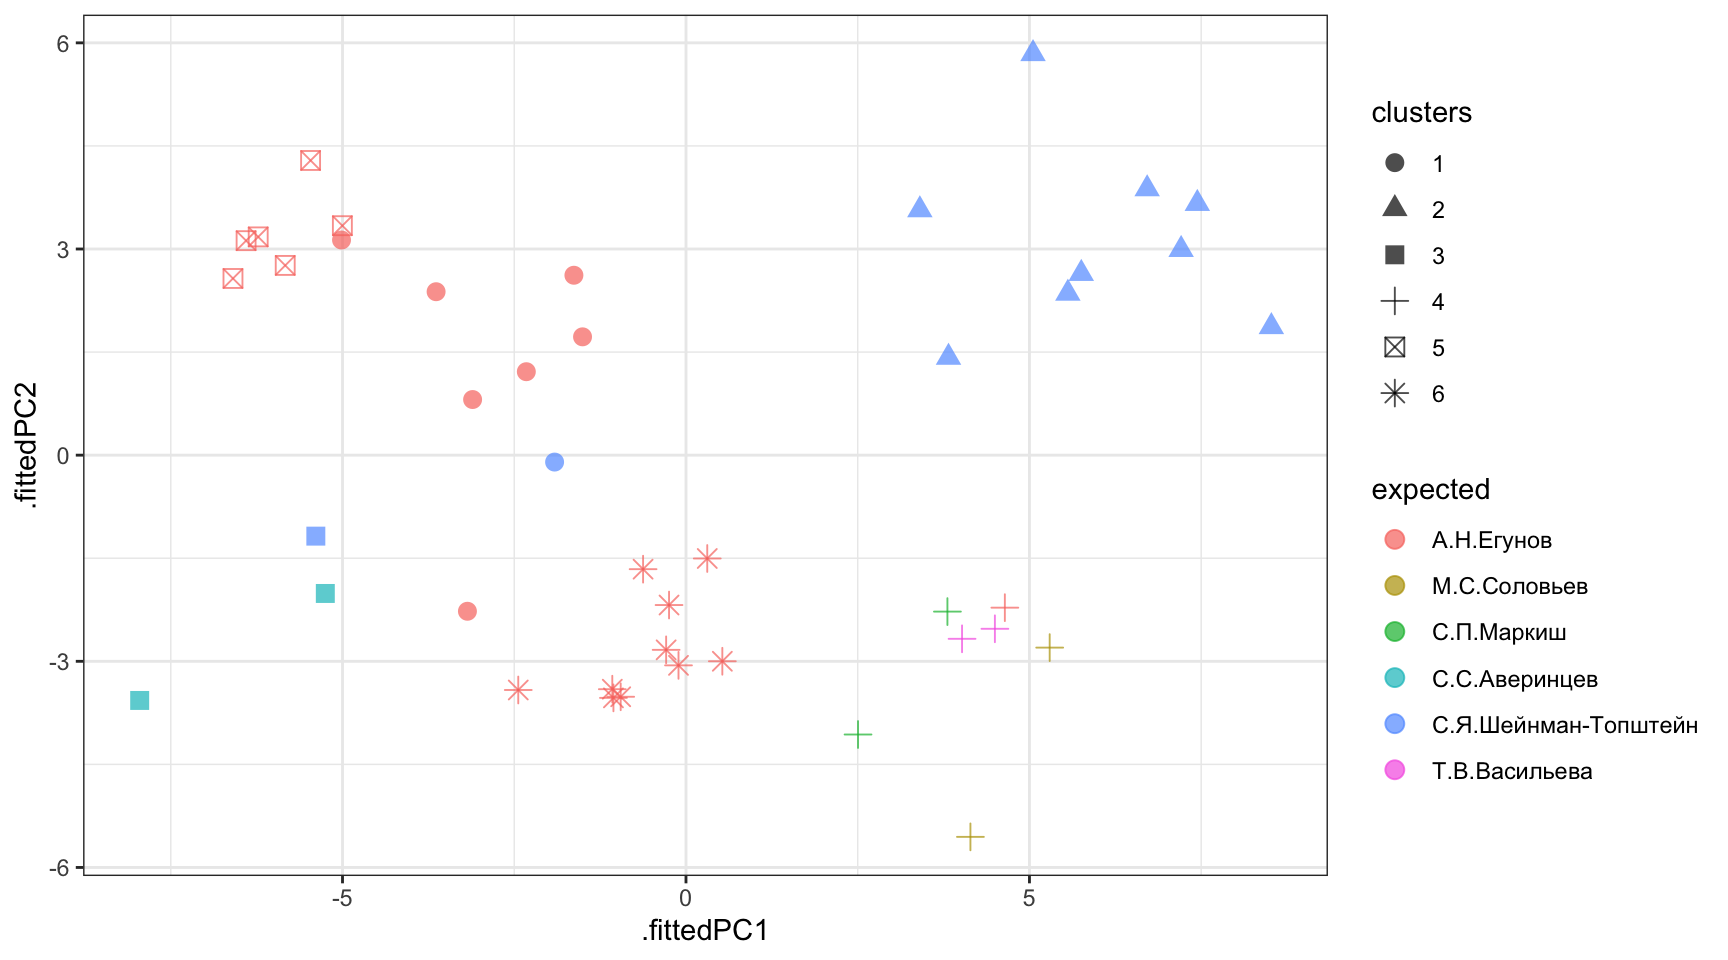 6
3
0
-3
-6
-5
0
5
.fittedPC1
.fittedPC2
clusters
1
2
3
4
5
6
expected
А.Н.Егунов
М.С.Соловьев
С.П.Маркиш
С.С.Аверинцев
С.Я.Шейнман-Топштейн
Т.В.Васильева